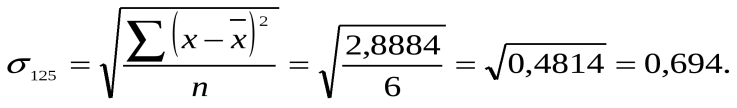 σ₁₂₅ = √(∑(x − x̅)² / n) = √(2,8884 / 6) = √0,4814 = 0,694.